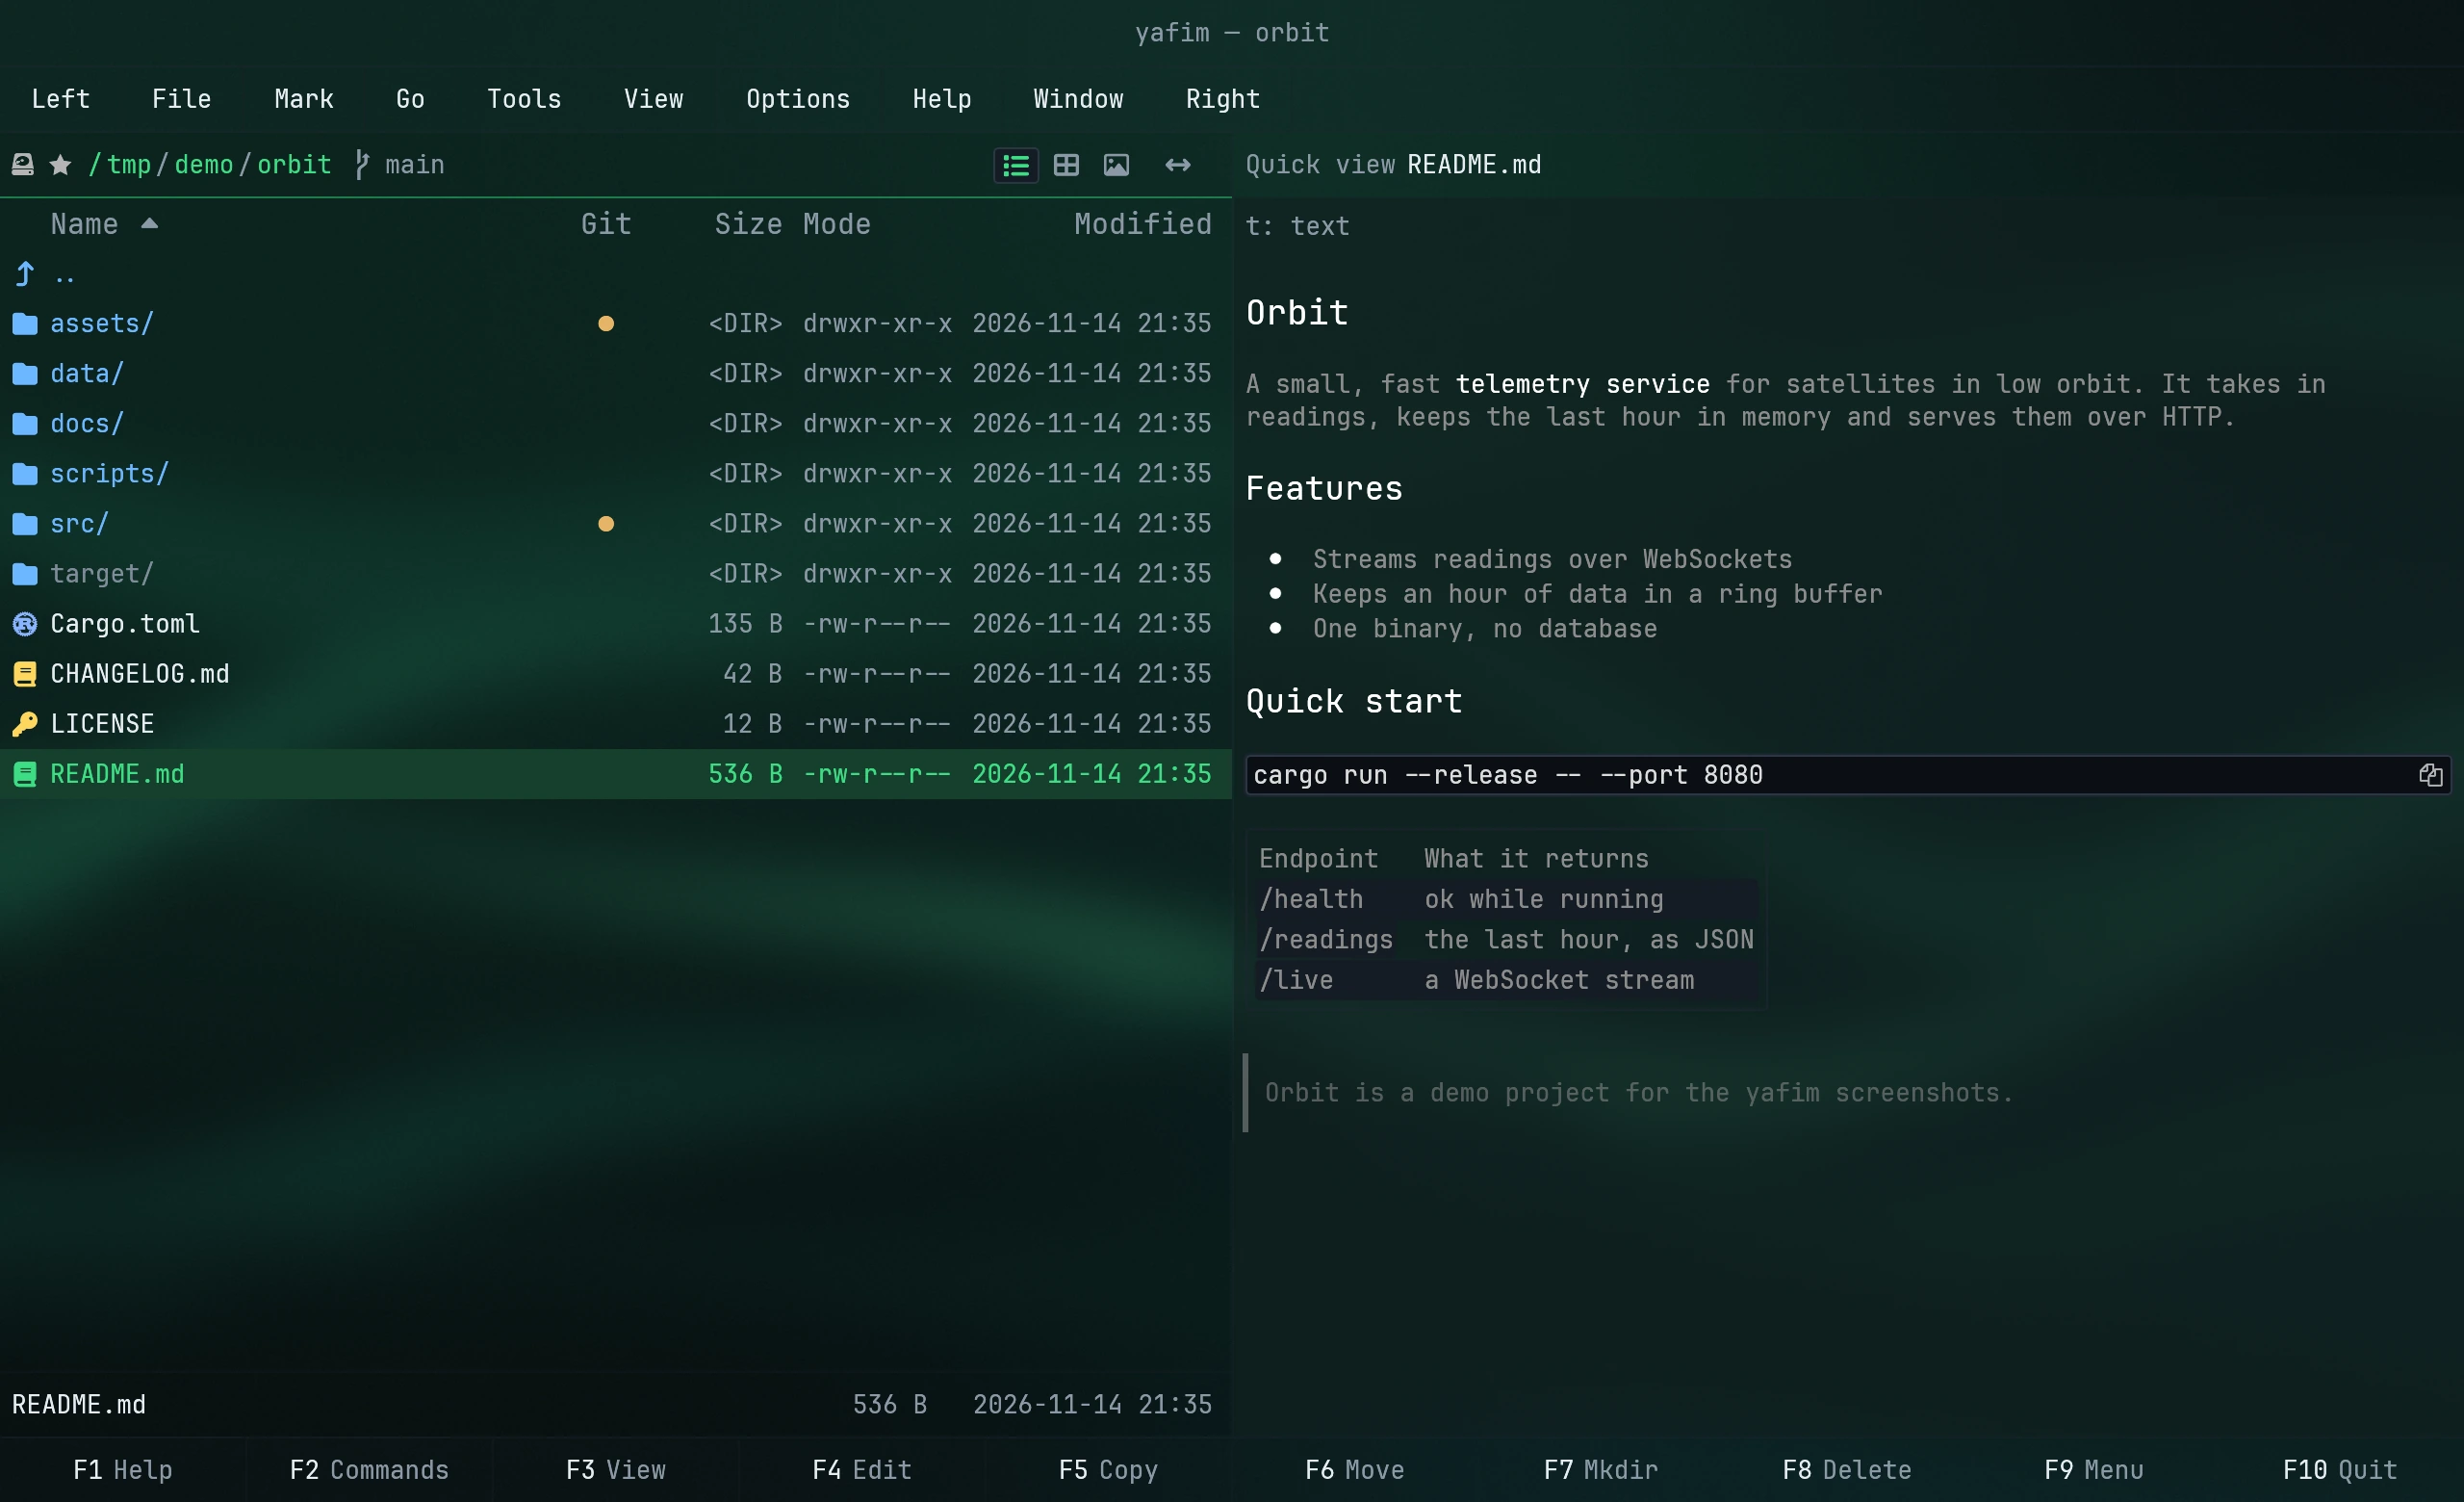 yafim — orbit
Left File Mark Go Tools View Options Help Window Right
/tmp/demo/orbit main
Name Git Size Mode Modified
..
assets/ <DIR> drwxr-xr-x 2026-11-14 21:35
data/ <DIR> drwxr-xr-x 2026-11-14 21:35
docs/ <DIR> drwxr-xr-x 2026-11-14 21:35
scripts/ <DIR> drwxr-xr-x 2026-11-14 21:35
src/ <DIR> drwxr-xr-x 2026-11-14 21:35
target/ <DIR> drwxr-xr-x 2026-11-14 21:35
Cargo.toml 135 B -rw-r--r-- 2026-11-14 21:35
CHANGELOG.md 42 B -rw-r--r-- 2026-11-14 21:35
LICENSE 12 B -rw-r--r-- 2026-11-14 21:35
README.md 536 B -rw-r--r-- 2026-11-14 21:35
README.md 536 B 2026-11-14 21:35
Quick view README.md
t: text
Orbit
A small, fast telemetry service for satellites in low orbit. It takes in
readings, keeps the last hour in memory and serves them over HTTP.
Features
• Streams readings over WebSockets
• Keeps an hour of data in a ring buffer
• One binary, no database
Quick start
cargo run --release -- --port 8080
Endpoint What it returns
/health ok while running
/readings the last hour, as JSON
/live a WebSocket stream
Orbit is a demo project for the yafim screenshots.
F1 Help F2 Commands F3 View F4 Edit F5 Copy F6 Move F7 Mkdir F8 Delete F9 Menu F10 Quit